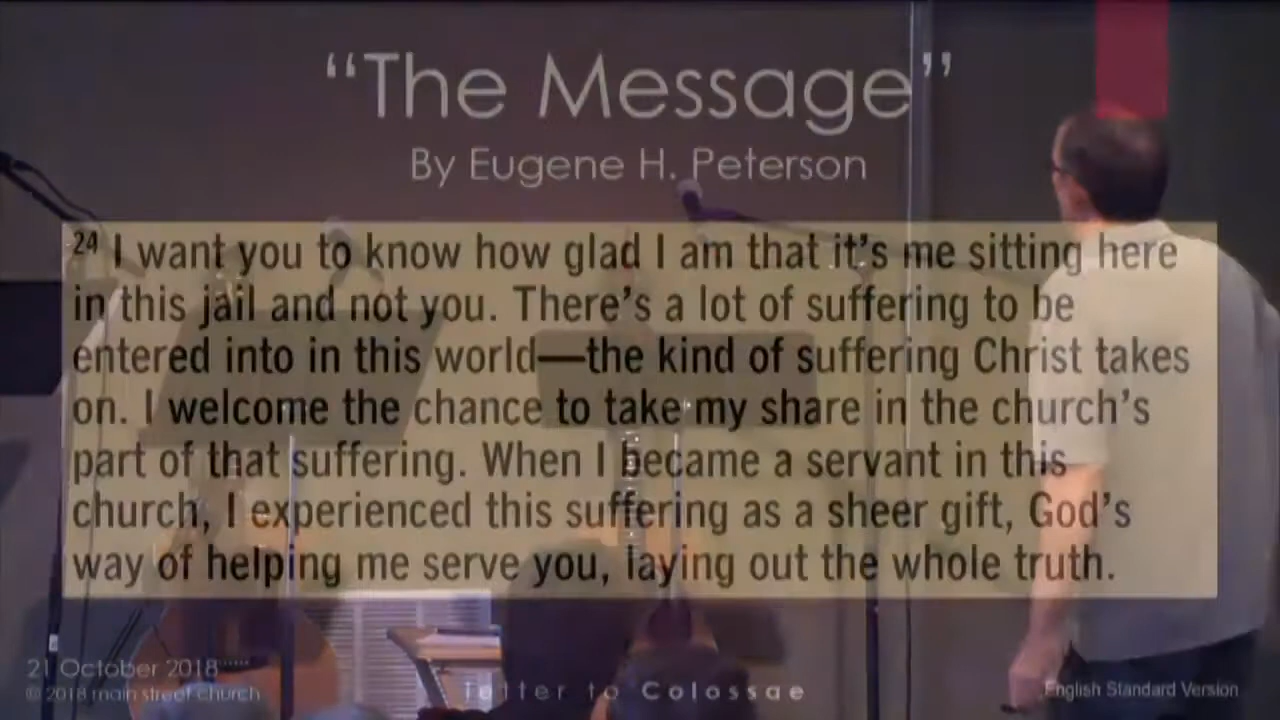 “The Message”
By Eugene H. Peterson
24 I want you to know how glad I am that it’s me sitting here
in this jail and not you. There’s a lot of suffering to be
entered into in this world—the kind of suffering Christ takes
on. I welcome the chance to take my share in the church’s
part of that suffering. When I became a servant in this
church, I experienced this suffering as a sheer gift, God’s
way of helping me serve you, laying out the whole truth.
21 October 2018
© 2018 main street church
letter to Colossae
English Standard Version